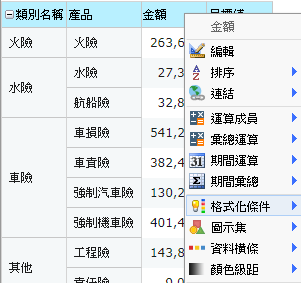 類別名稱 產品 金額 目標值
火險 火險 263,6
水險 水險 27,3
航船險 32,8
車險 車損險 541,2
車責險 382,4
強制汽車險 130,2
強制機車險 401,4
其他 工程險 143,8
責任險 9,0
金額
編輯
排序
連結
運算成員
彙總運算
期間運算
期間彙總
格式化條件
圖示集
資料橫條
顏色級距